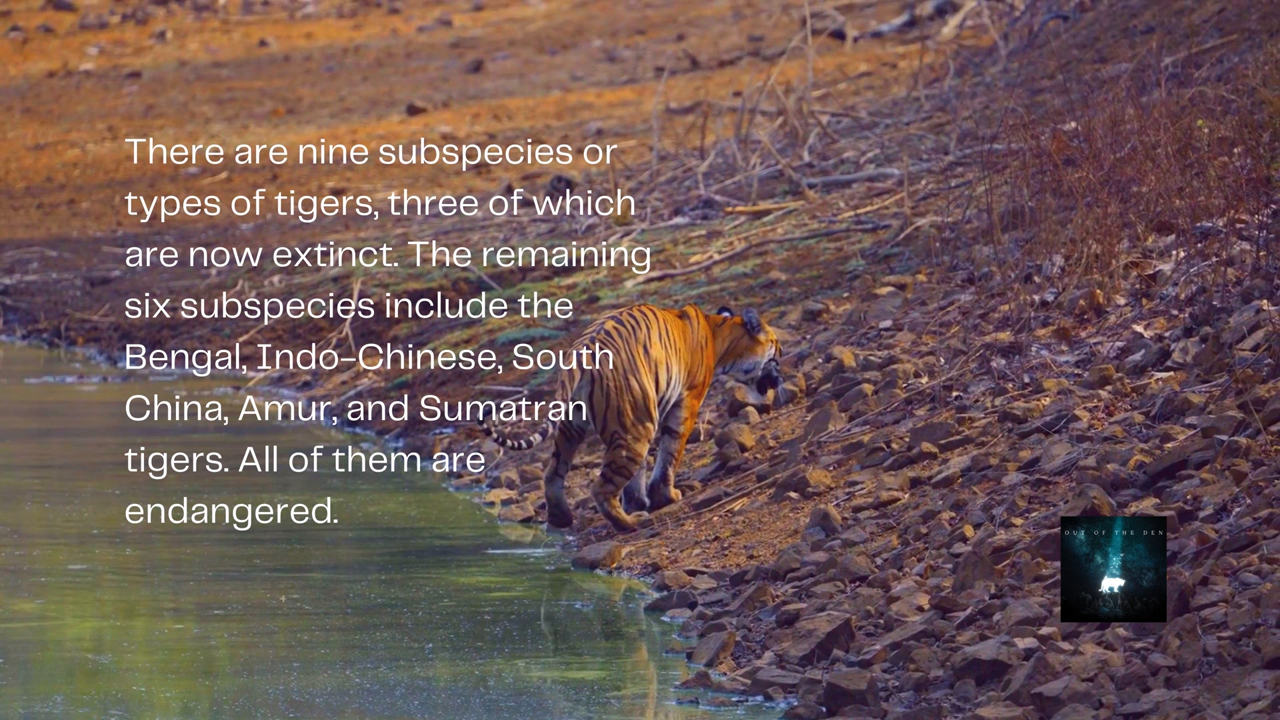 There are nine subspecies or
types of tigers, three of which
are now extinct. The remaining
six subspecies include the
Bengal, Indo-Chinese, South
China, Amur, and Sumatran
tigers. All of them are
endangered.
OUT OF THE DEN